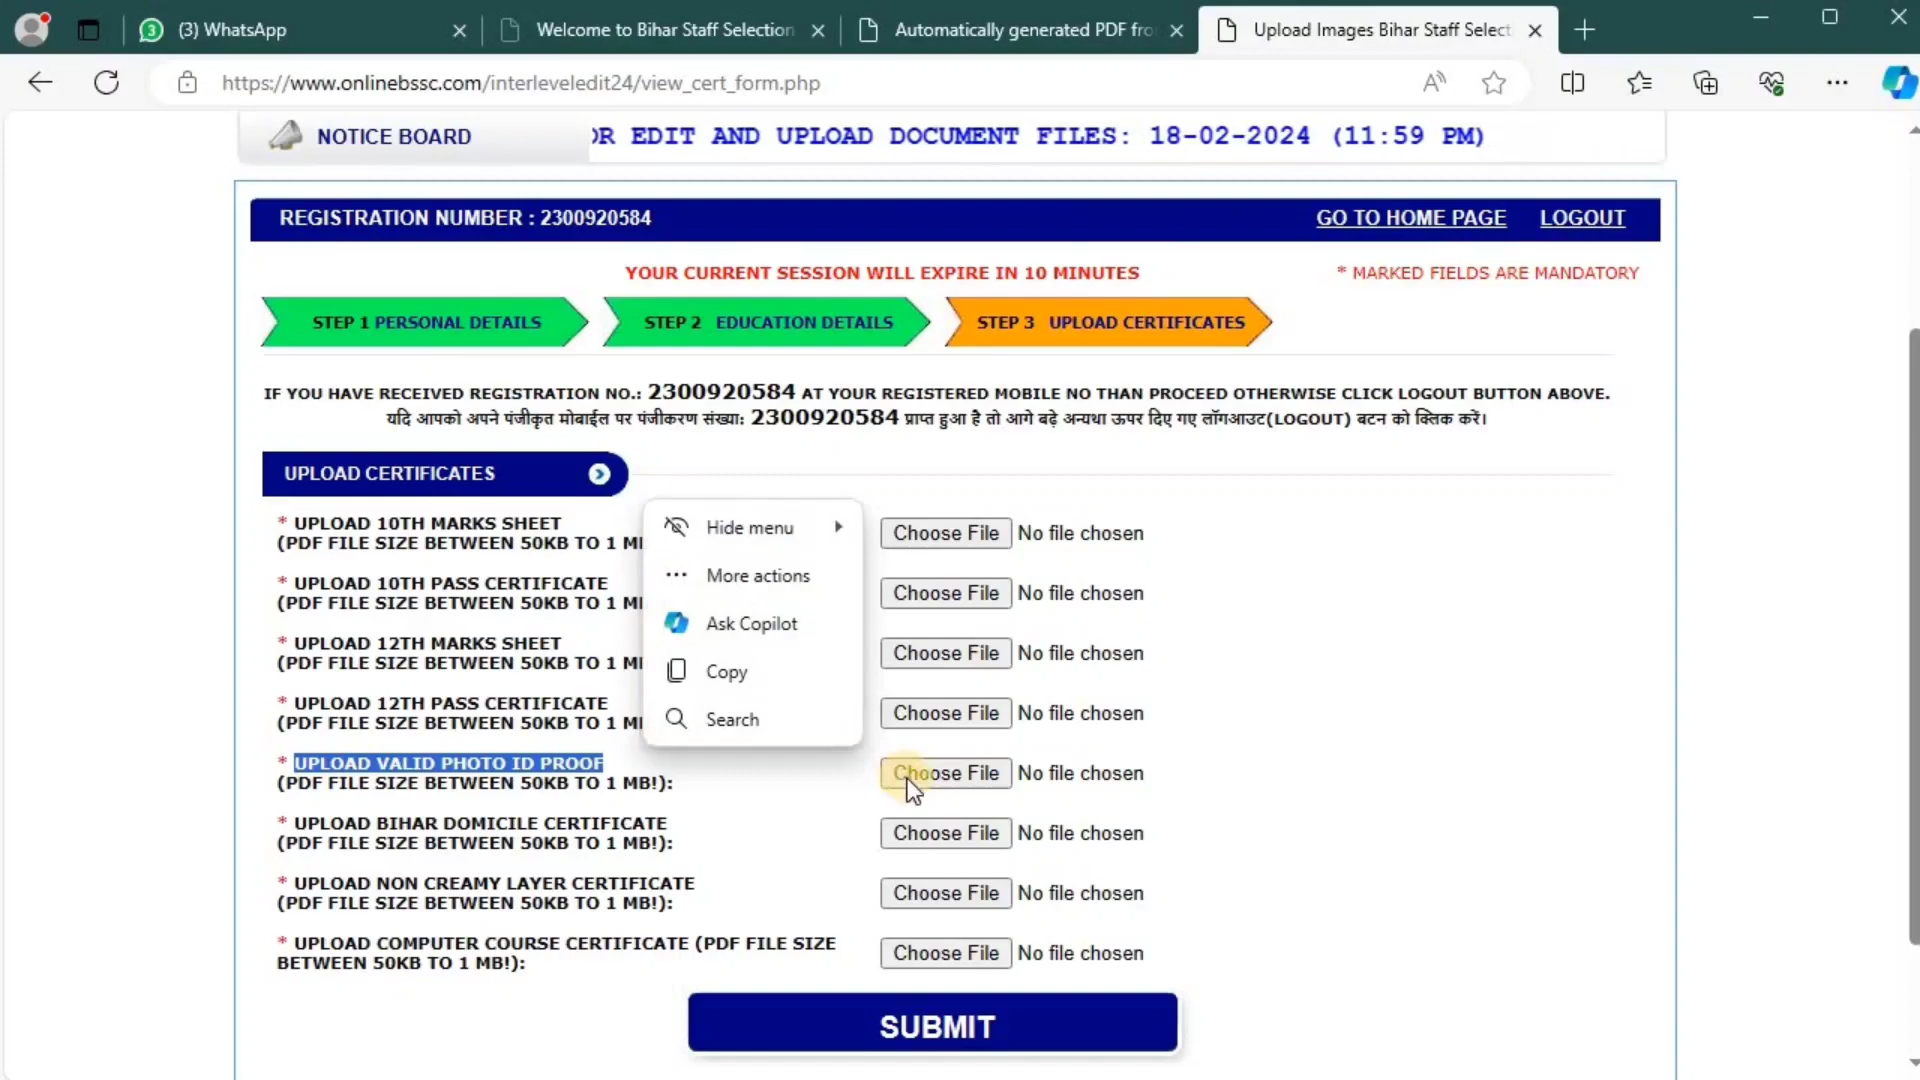 (3) WhatsApp
Welcome to Bihar Staff Selection
Automatically generated PDF fro
Upload Images Bihar Staff Select
https://www.onlinebssc.com/interleveledit24/view_cert_form.php
NOTICE BOARD
OR EDIT AND UPLOAD DOCUMENT FILES: 18-02-2024 (11:59 PM)
REGISTRATION NUMBER : 2300920584
GO TO HOME PAGE
LOGOUT
YOUR CURRENT SESSION WILL EXPIRE IN 10 MINUTES
* MARKED FIELDS ARE MANDATORY
STEP 1 PERSONAL DETAILS
STEP 2 EDUCATION DETAILS
STEP 3 UPLOAD CERTIFICATES
IF YOU HAVE RECEIVED REGISTRATION NO.: 2300920584 AT YOUR REGISTERED MOBILE NO THAN PROCEED OTHERWISE CLICK LOGOUT BUTTON ABOVE.
यदि आपको अपने पंजीकृत मोबाईल पर पंजीकरण संख्या: 2300920584 प्राप्त हुआ है तो आगे बढ़े अन्यथा ऊपर दिए गए लॉगआउट(LOGOUT) बटन को क्लिक करें।
UPLOAD CERTIFICATES
* UPLOAD 10TH MARKS SHEET
(PDF FILE SIZE BETWEEN 50KB TO 1 M
Choose File No file chosen
* UPLOAD 10TH PASS CERTIFICATE
(PDF FILE SIZE BETWEEN 50KB TO 1 M
Choose File No file chosen
* UPLOAD 12TH MARKS SHEET
(PDF FILE SIZE BETWEEN 50KB TO 1 M
Choose File No file chosen
* UPLOAD 12TH PASS CERTIFICATE
(PDF FILE SIZE BETWEEN 50KB TO 1 M
Choose File No file chosen
Hide menu
More actions
Ask Copilot
Copy
Search
* UPLOAD VALID PHOTO ID PROOF
(PDF FILE SIZE BETWEEN 50KB TO 1 MB!):
Choose File No file chosen
* UPLOAD BIHAR DOMICILE CERTIFICATE
(PDF FILE SIZE BETWEEN 50KB TO 1 MB!):
Choose File No file chosen
* UPLOAD NON CREAMY LAYER CERTIFICATE
(PDF FILE SIZE BETWEEN 50KB TO 1 MB!):
Choose File No file chosen
* UPLOAD COMPUTER COURSE CERTIFICATE (PDF FILE SIZE
BETWEEN 50KB TO 1 MB!):
Choose File No file chosen
SUBMIT